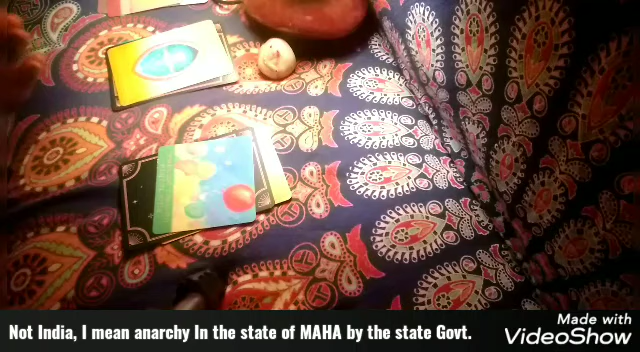 Not India, I mean anarchy In the state of MAHA by the state Govt.
Made with
VideoShow